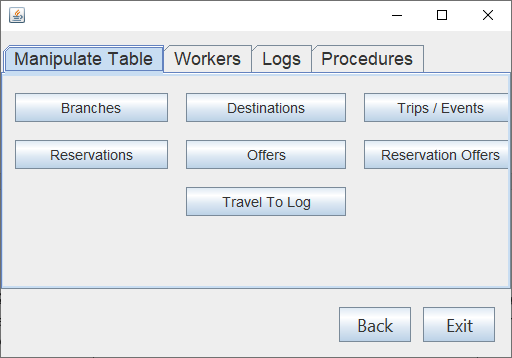 Manipulate Table Workers Logs Procedures
Branches Destinations Trips / Events
Reservations Offers Reservation Offers
Travel To Log
Back Exit